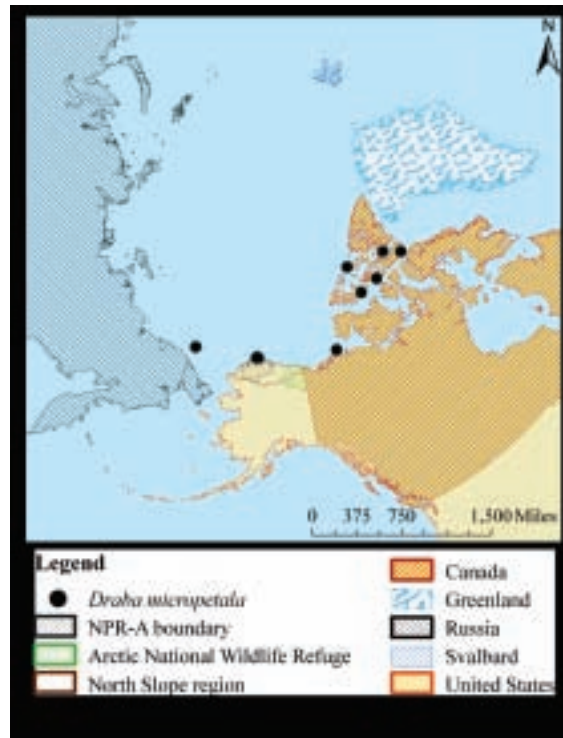 N
0 375 750 1,500 Miles
Legend
Draba micropetala
NPR-A boundary
Arctic National Wildlife Refuge
North Slope region
Canada
Greenland
Russia
Svalbard
United States